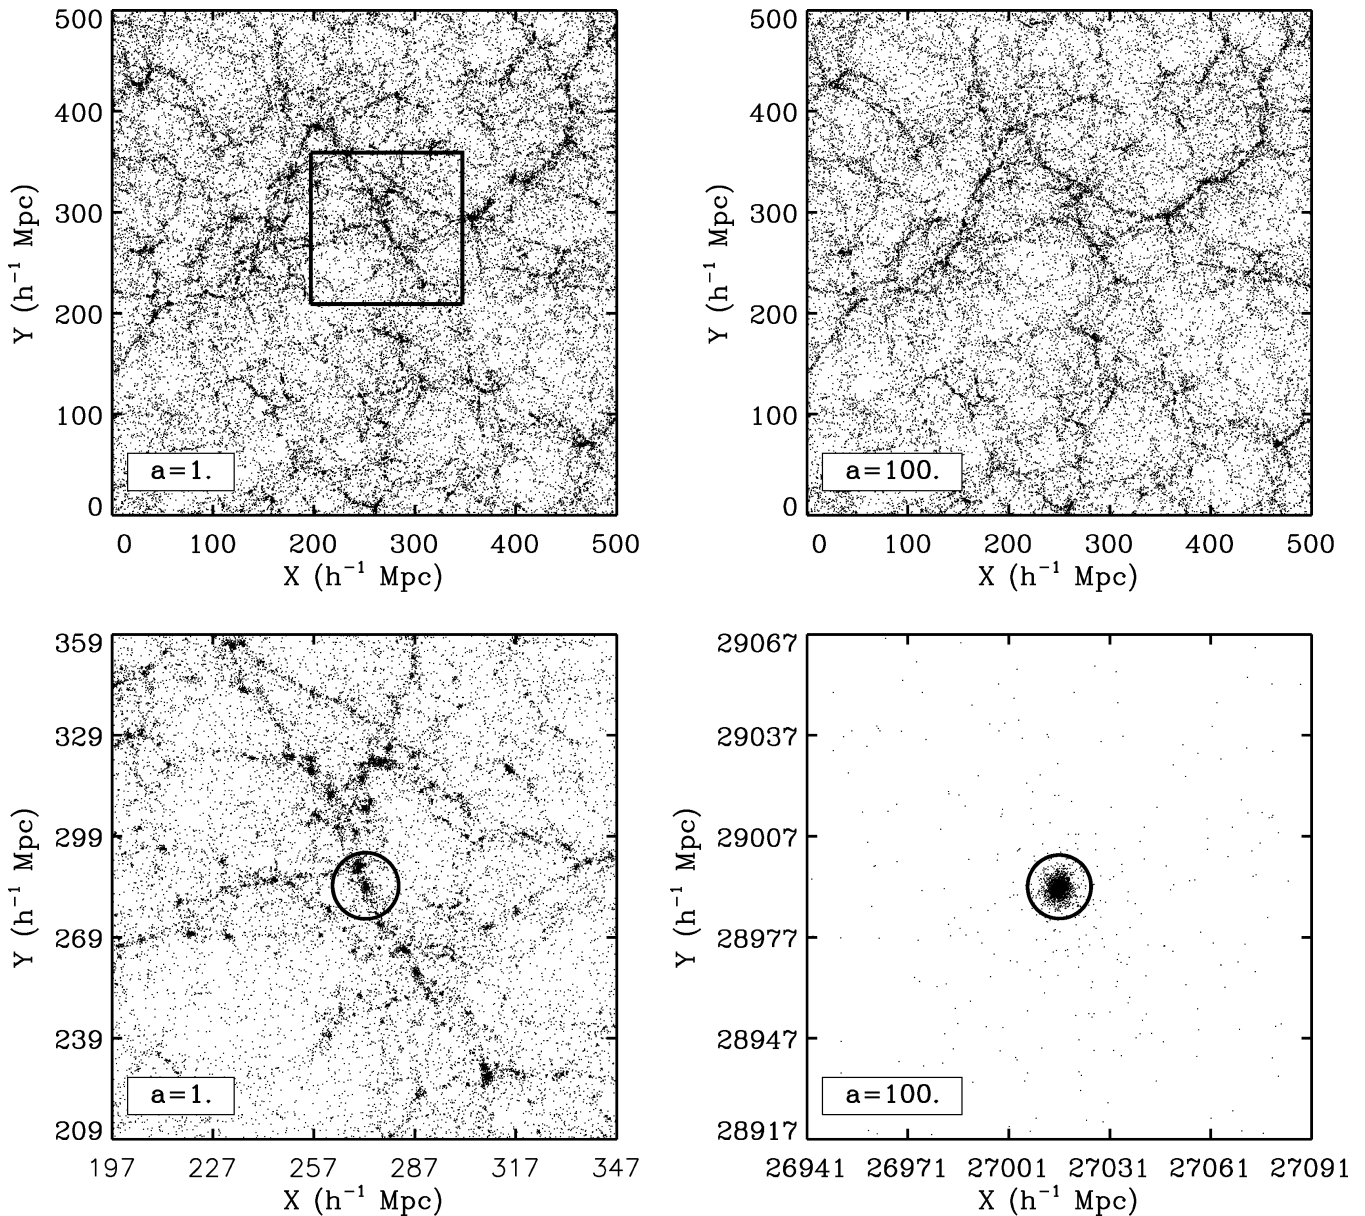 500
400
300
200
100
0
Y (h⁻¹ Mpc)
a=1.
0 100 200 300 400 500
X (h⁻¹ Mpc)
500
400
300
200
100
0
Y (h⁻¹ Mpc)
a=100.
0 100 200 300 400 500
X (h⁻¹ Mpc)
359
329
299
269
239
209
Y (h⁻¹ Mpc)
a=1.
197 227 257 287 317 347
X (h⁻¹ Mpc)
29067
29037
29007
28977
28947
28917
Y (h⁻¹ Mpc)
a=100.
26941 26971 27001 27031 27061 27091
X (h⁻¹ Mpc)